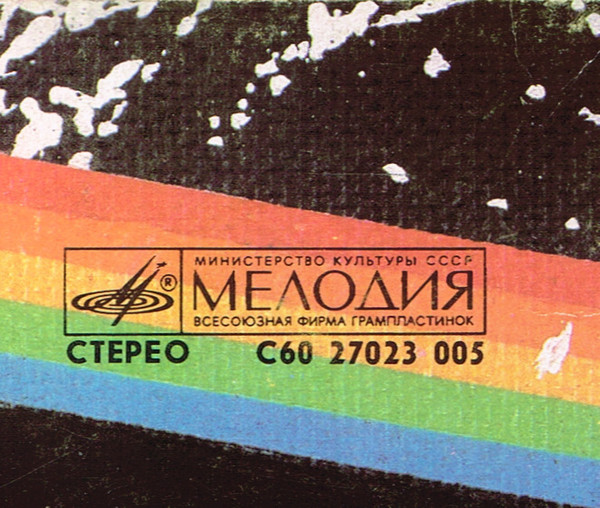 МИНИСТЕРСТВО КУЛЬТУРЫ СССР
МЕЛОДИЯ
®
ВСЕСОЮЗНАЯ ФИРМА ГРАМПЛАСТИНОК
СТЕРЕО С60 27023 005